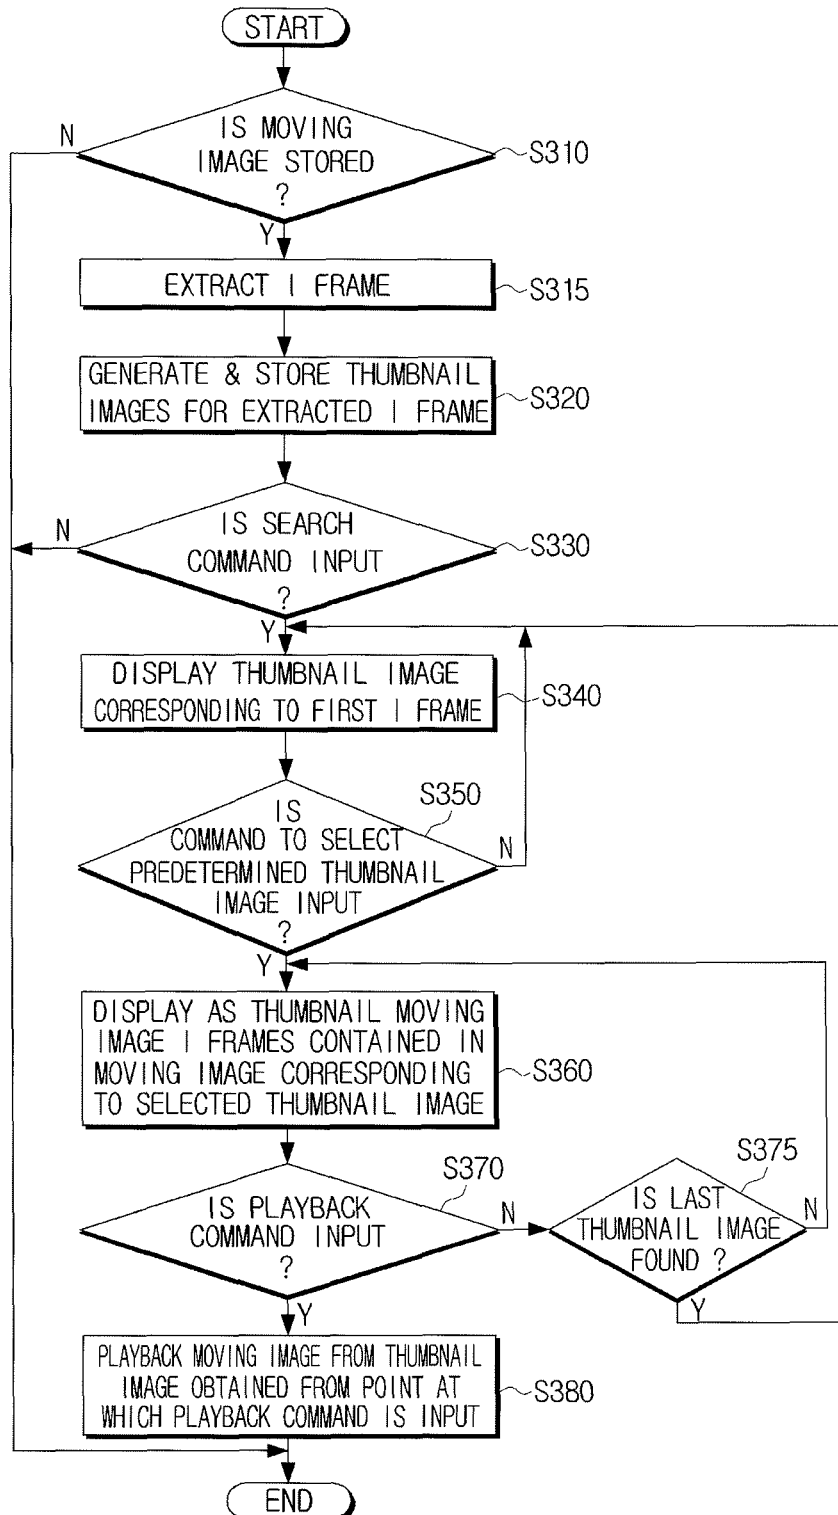 START
IS MOVING
IMAGE STORED
?
N
S310
Y
EXTRACT I FRAME
S315
GENERATE & STORE THUMBNAIL
IMAGES FOR EXTRACTED I FRAME
S320
IS SEARCH
COMMAND INPUT
?
N
S330
Y
DISPLAY THUMBNAIL IMAGE
CORRESPONDING TO FIRST I FRAME
S340
IS
COMMAND TO SELECT
PREDETERMINED THUMBNAIL
IMAGE INPUT
?
S350
N
Y
DISPLAY AS THUMBNAIL MOVING
IMAGE I FRAMES CONTAINED IN
MOVING IMAGE CORRESPONDING
TO SELECTED THUMBNAIL IMAGE
S360
IS PLAYBACK
COMMAND INPUT
?
S370
N
IS LAST
THUMBNAIL IMAGE
FOUND ?
S375
N
Y
Y
PLAYBACK MOVING IMAGE FROM THUMBNAIL
IMAGE OBTAINED FROM POINT AT
WHICH PLAYBACK COMMAND IS INPUT
S380
END